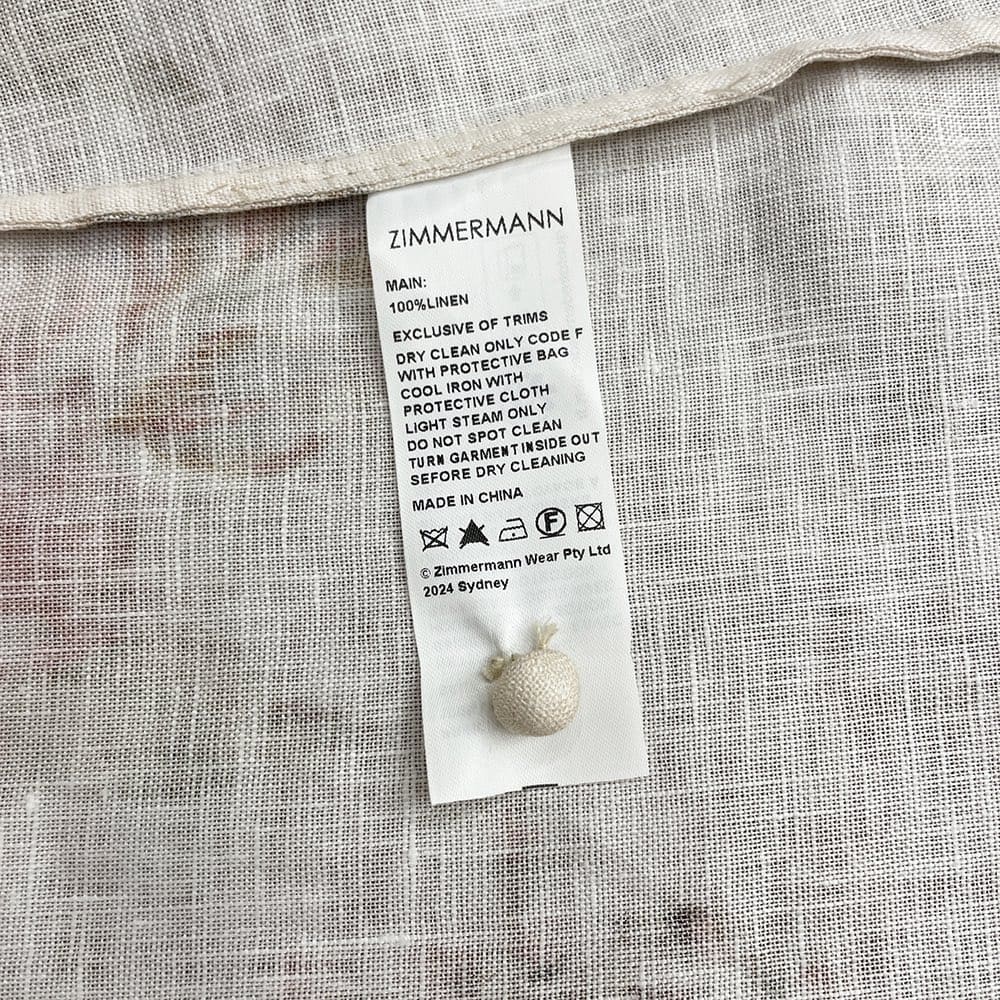 ZIMMERMANN
MAIN:
100%LINEN
EXCLUSIVE OF TRIMS
DRY CLEAN ONLY CODE F
WITH PROTECTIVE BAG
COOL IRON WITH
PROTECTIVE CLOTH
LIGHT STEAM ONLY
DO NOT SPOT CLEAN
TURN GARMENT INSIDE OUT
SEFORE DRY CLEANING
MADE IN CHINA
F
© Zimmermann Wear Pty Ltd
2024 Sydney